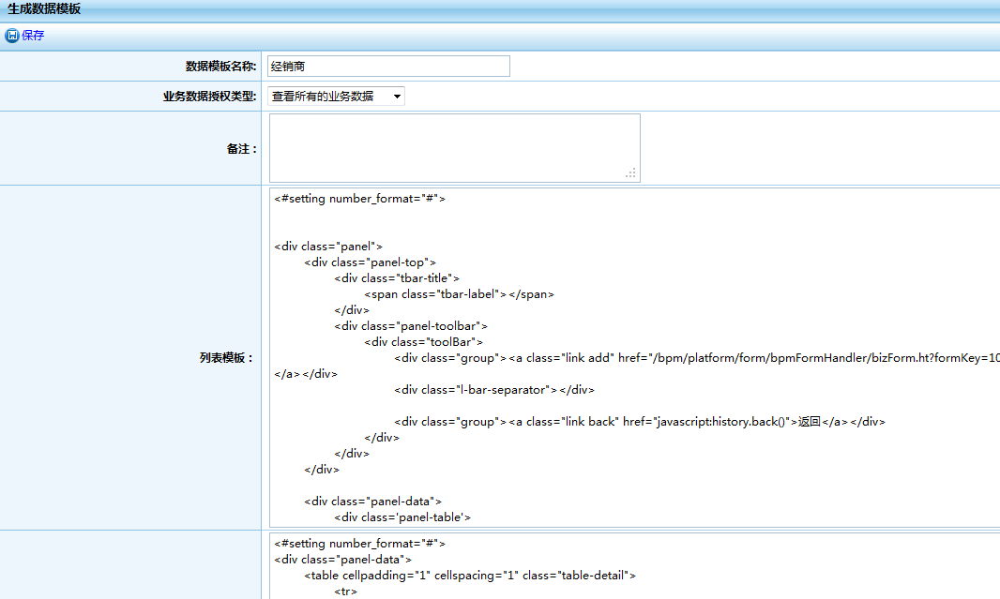 生成数据模板
保存
数据模板名称: 经销商
业务数据授权类型: 查看所有的业务数据
备注：
列表模板：
<#setting number_format="#">
<div class="panel">
<div class="panel-top">
<div class="tbar-title">
<span class="tbar-label"></span>
</div>
<div class="panel-toolbar">
<div class="toolBar">
<div class="group"><a class="link add" href="/bpm/platform/form/bpmFormHandler/bizForm.ht?formKey=10
</a></div>
<div class="l-bar-separator"></div>
<div class="group"><a class="link back" href="javascript:history.back()">返回</a></div>
</div>
</div>
</div>
<div class="panel-data">
<div class='panel-table'>
<#setting number_format="#">
<div class="panel-data">
<table cellpadding="1" cellspacing="1" class="table-detail">
<tr>